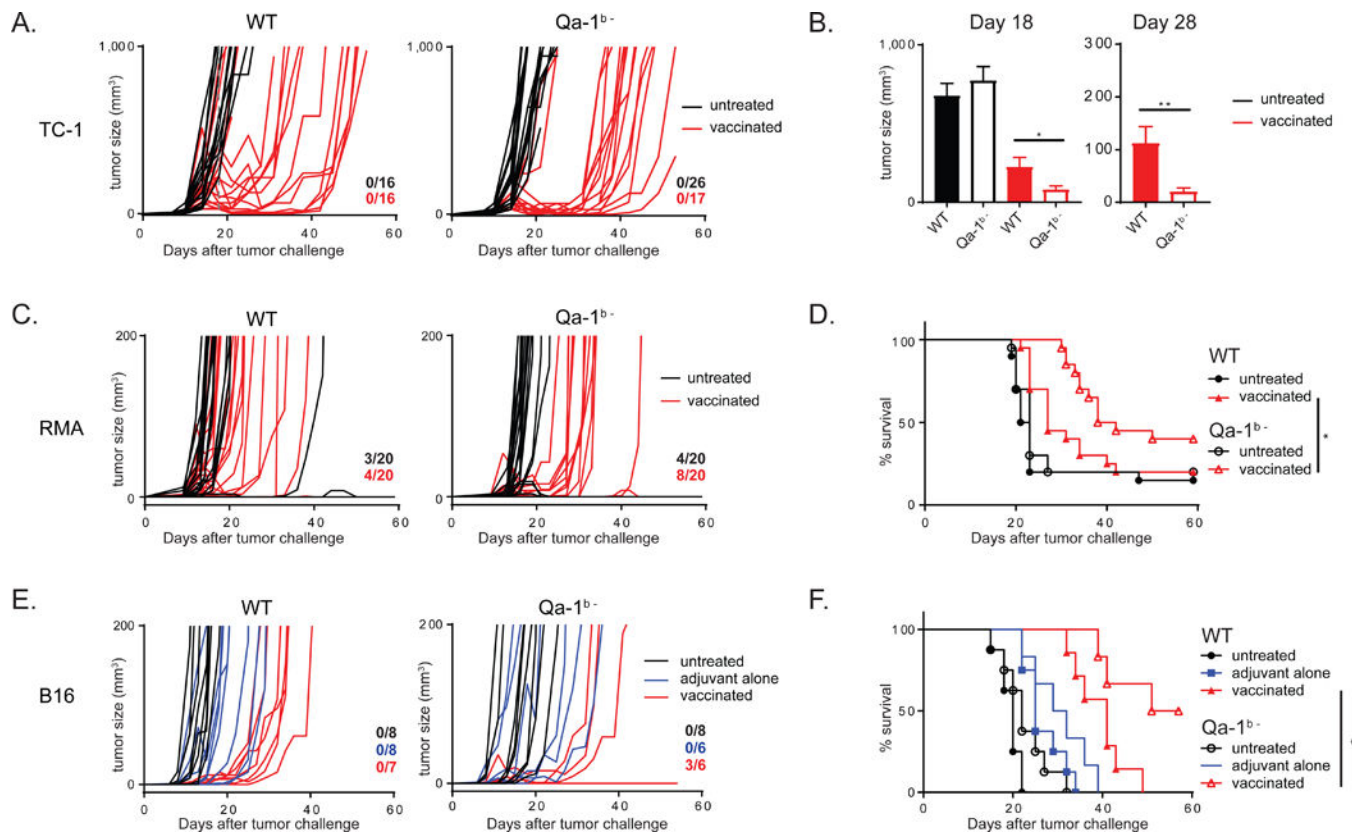 A.
WT
Qa-1ᵇ⁻
TC-1
tumor size (mm³)
1,000
0
0 20 40 60
Days after tumor challenge
0/16
0/16
1,000
0
0 20 40 60
Days after tumor challenge
untreated
vaccinated
0/26
0/17
B.
Day 18
Day 28
tumor size (mm³)
1,000
0
*
WT
Qa-1ᵇ⁻
WT
Qa-1ᵇ⁻
300
200
100
0
**
WT
Qa-1ᵇ⁻
untreated
vaccinated
C.
WT
Qa-1ᵇ⁻
RMA
tumor size (mm³)
200
0
0 20 40 60
Days after tumor challenge
3/20
4/20
200
0
0 20 40 60
Days after tumor challenge
untreated
vaccinated
4/20
8/20
D.
% survival
100
50
0
0 20 40 60
Days after tumor challenge
WT
untreated
vaccinated
Qa-1ᵇ⁻
untreated
vaccinated
*
E.
WT
Qa-1ᵇ⁻
B16
tumor size (mm³)
200
0
0 20 40 60
Days after tumor challenge
0/8
0/8
0/7
200
0
0 20 40 60
Days after tumor challenge
untreated
adjuvant alone
vaccinated
0/8
0/6
3/6
F.
% survival
100
50
0
0 20 40 60
Days after tumor challenge
WT
untreated
adjuvant alone
vaccinated
Qa-1ᵇ⁻
untreated
adjuvant alone
vaccinated